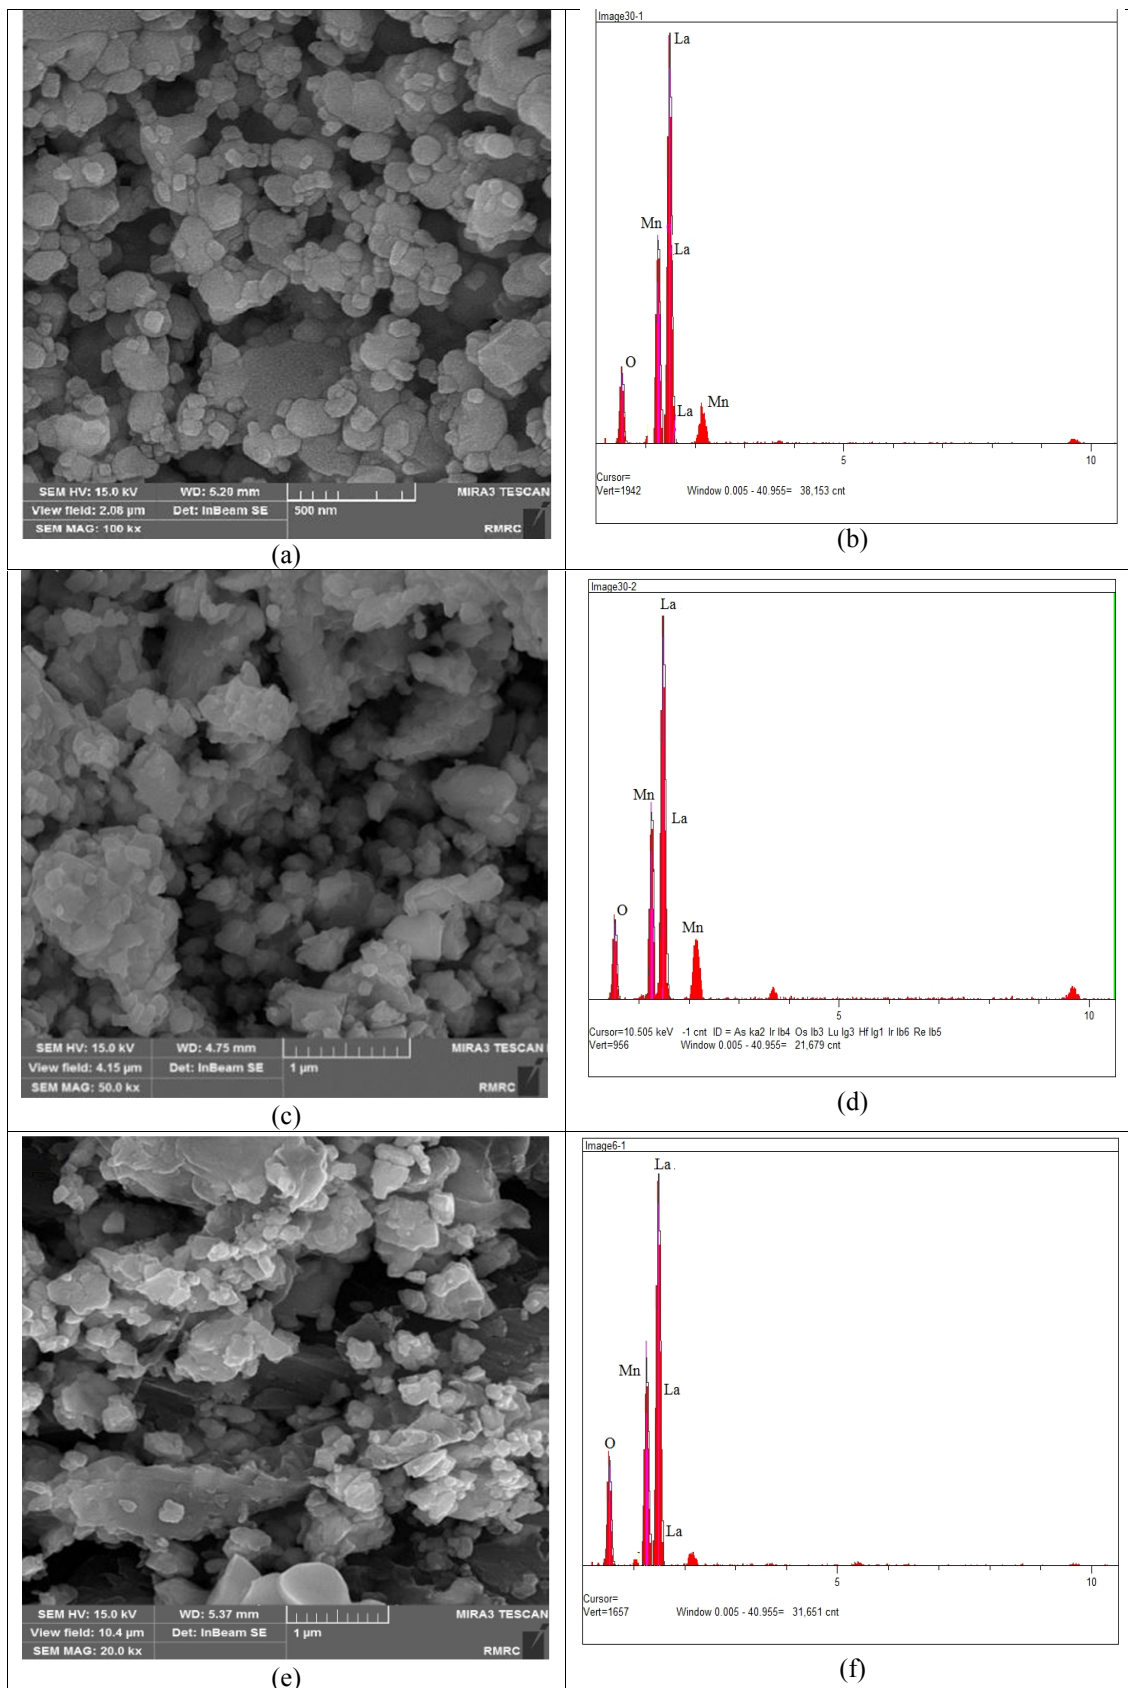 SEM HV: 15.0 kV WD: 5.20 mm MIRA3 TESCAN
View field: 2.08 µm Det: InBeam SE 500 nm
SEM MAG: 100 kx RMRC
(a)
Image30-1
La
Mn
La
O
La
Mn
5 10
Cursor=
Vert=1942 Window 0.005 - 40.955= 38,153 cnt
(b)
SEM HV: 15.0 kV WD: 4.75 mm MIRA3 TESCAN
View field: 4.15 µm Det: InBeam SE 1 µm
SEM MAG: 50.0 kx RMRC
(c)
Image30-2
La
Mn
La
O
Mn
5 10
Cursor=10.505 keV -1 cnt ID = As ka2 Ir lb4 Os lb3 Lu lg3 Hf lg1 Ir lb6 Re lb5
Vert=956 Window 0.005 - 40.955= 21,679 cnt
(d)
SEM HV: 15.0 kV WD: 5.37 mm MIRA3 TESCAN
View field: 10.4 µm Det: InBeam SE 1 µm
SEM MAG: 20.0 kx RMRC
(e)
Image6-1
La
Mn
La
O
La
5 10
Cursor=
Vert=1657 Window 0.005 - 40.955= 31,651 cnt
(f)